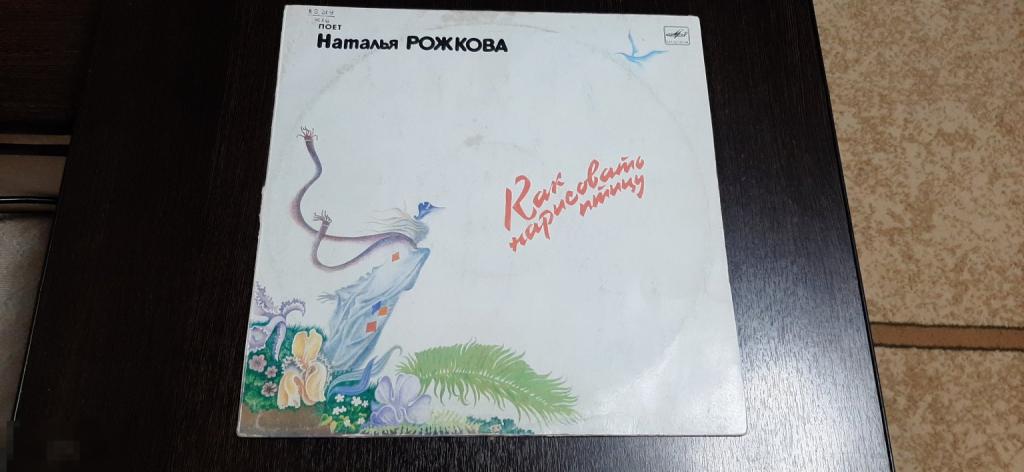 ПОЕТ
Наталья РОЖКОВА
Как
нарисовать
птицу